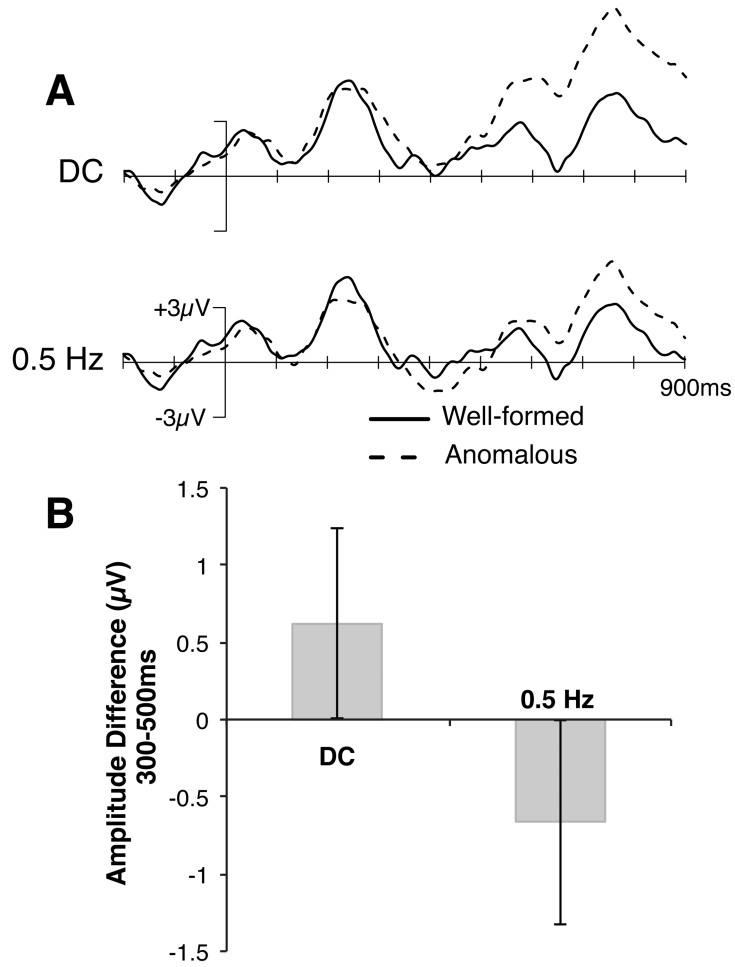 A
DC
+3µV
0.5 Hz
900ms
-3µV
Well-formed
Anomalous
B
Amplitude Difference (µV)
300-500ms
1.5
1
0.5
0
-0.5
-1
-1.5
DC
0.5 Hz